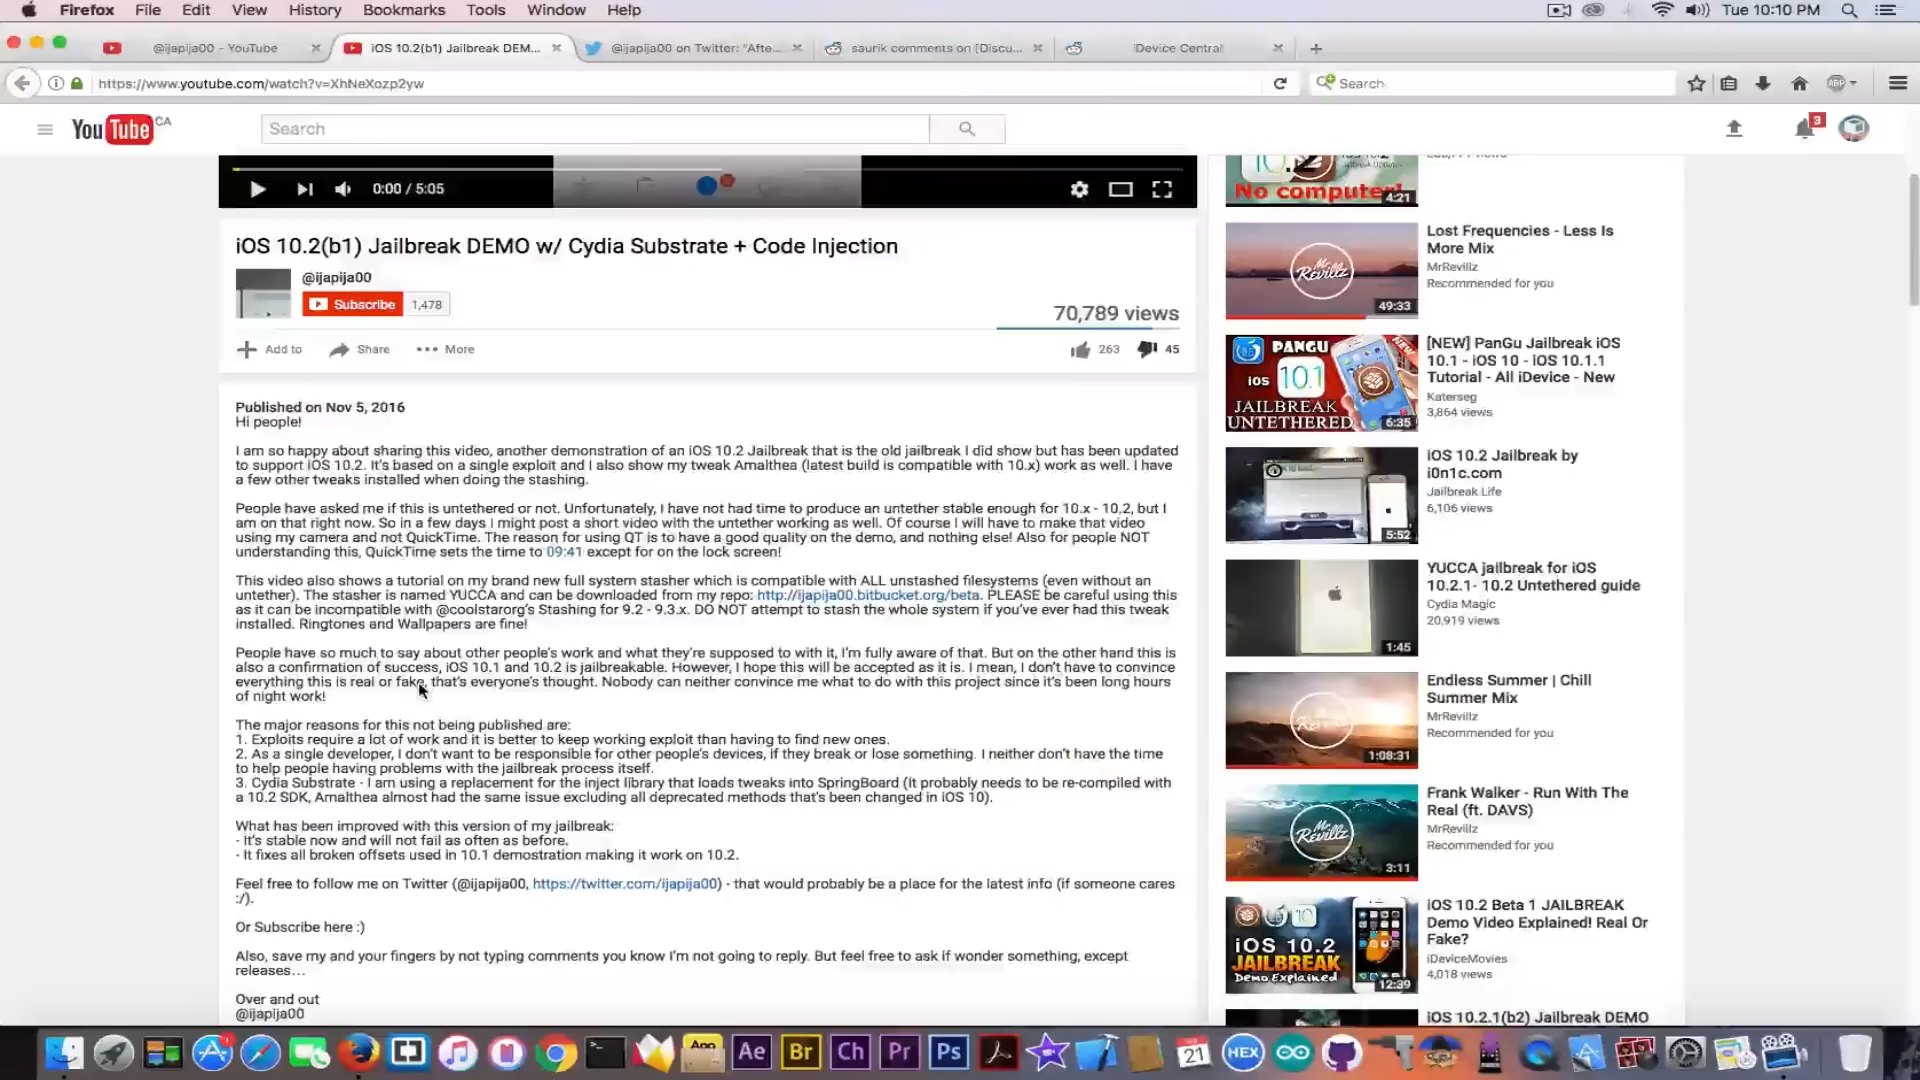 Firefox File Edit View History Bookmarks Tools Window Help Tue 10:10 PM
@ijapija00 - YouTube iOS 10.2(b1) Jailbreak DEM... @ijapija00 on Twitter: "Afte... saurik comments on [Discu... iDevice Central
https://www.youtube.com/watch?v=XhNeXozp2yw Search
YouTube CA Search 3
0:00 / 5:05
iOS 10.2(b1) Jailbreak DEMO w/ Cydia Substrate + Code Injection
@ijapija00
Subscribe 1,478
70,789 views
Add to Share More 263 45
Published on Nov 5, 2016
Hi people!
I am so happy about sharing this video, another demonstration of an iOS 10.2 Jailbreak that is the old jailbreak I did show but has been updated
to support iOS 10.2. It's based on a single exploit and I also show my tweak Amalthea (latest build is compatible with 10.x) work as well. I have
a few other tweaks installed when doing the stashing.
People have asked me if this is untethered or not. Unfortunately, I have not had time to produce an untether stable enough for 10.x - 10.2, but I
am on that right now. So in a few days I might post a short video with the untether working as well. Of course I will have to make that video
using my camera and not QuickTime. The reason for using QT is to have a good quality on the demo, and nothing else! Also for people NOT
understanding this, QuickTime sets the time to 09:41 except for on the lock screen!
This video also shows a tutorial on my brand new full system stasher which is compatible with ALL unstashed filesystems (even without an
untether). The stasher is named YUCCA and can be downloaded from my repo: http://ijapija00.bitbucket.org/beta. PLEASE be careful using this
as it can be incompatible with @coolstarorg's Stashing for 9.2 - 9.3.x. DO NOT attempt to stash the whole system if you've ever had this tweak
installed. Ringtones and Wallpapers are fine!
People have so much to say about other people's work and what they're supposed to with it, I'm fully aware of that. But on the other hand this is
also a confirmation of success, iOS 10.1 and 10.2 is jailbreakable. However, I hope this will be accepted as it is. I mean, I don't have to convince
everything this is real or fake, that's everyone's thought. Nobody can neither convince me what to do with this project since it's been long hours
of night work!
The major reasons for this not being published are:
1. Exploits require a lot of work and it is better to keep working exploit than having to find new ones.
2. As a single developer, I don't want to be responsible for other people's devices, if they break or lose something. I neither don't have the time
to help people having problems with the jailbreak process itself.
3. Cydia Substrate - I am using a replacement for the inject library that loads tweaks into SpringBoard (it probably needs to be re-compiled with
a 10.2 SDK, Amalthea almost had the same issue excluding all deprecated methods that's been changed in iOS 10).
What has been improved with this version of my jailbreak:
- It's stable now and will not fail as often as before.
- It fixes all broken offsets used in 10.1 demostration making it work on 10.2.
Feel free to follow me on Twitter (@ijapija00, https://twitter.com/ijapija00) - that would probably be a place for the latest info (if someone cares
:/).
Or Subscribe here :)
Also, save my and your fingers by not typing comments you know I'm not going to reply. But feel free to ask if wonder something, except
releases...
Over and out
@ijapija00
10.2
No computer!
4:21
Mr Revillz
49:33
Lost Frequencies - Less Is
More Mix
MrRevillz
Recommended for you
PANGU
iOS 10.1
JAILBREAK
UNTETHERED
6:35
[NEW] PanGu Jailbreak iOS
10.1 - iOS 10 - iOS 10.1.1
Tutorial - All iDevice - New
Katerseg
3,864 views
5:52
iOS 10.2 Jailbreak by
i0n1c.com
Jailbreak Life
6,106 views
1:45
YUCCA jailbreak for iOS
10.2.1- 10.2 Untethered guide
Cydia Magic
20,919 views
1:08:31
Endless Summer | Chill
Summer Mix
MrRevillz
Recommended for you
Mr Revillz
3:11
Frank Walker - Run With The
Real (ft. DAVS)
MrRevillz
Recommended for you
10
iOS 10.2
JAILBREAK
Demo Explained!
12:39
iOS 10.2 Beta 1 JAILBREAK
Demo Video Explained! Real Or
Fake?
iDeviceMovies
4,018 views
iOS 10.2.1(b2) Jailbreak DEMO
App Ae Br Ch Pr Ps 21 HEX